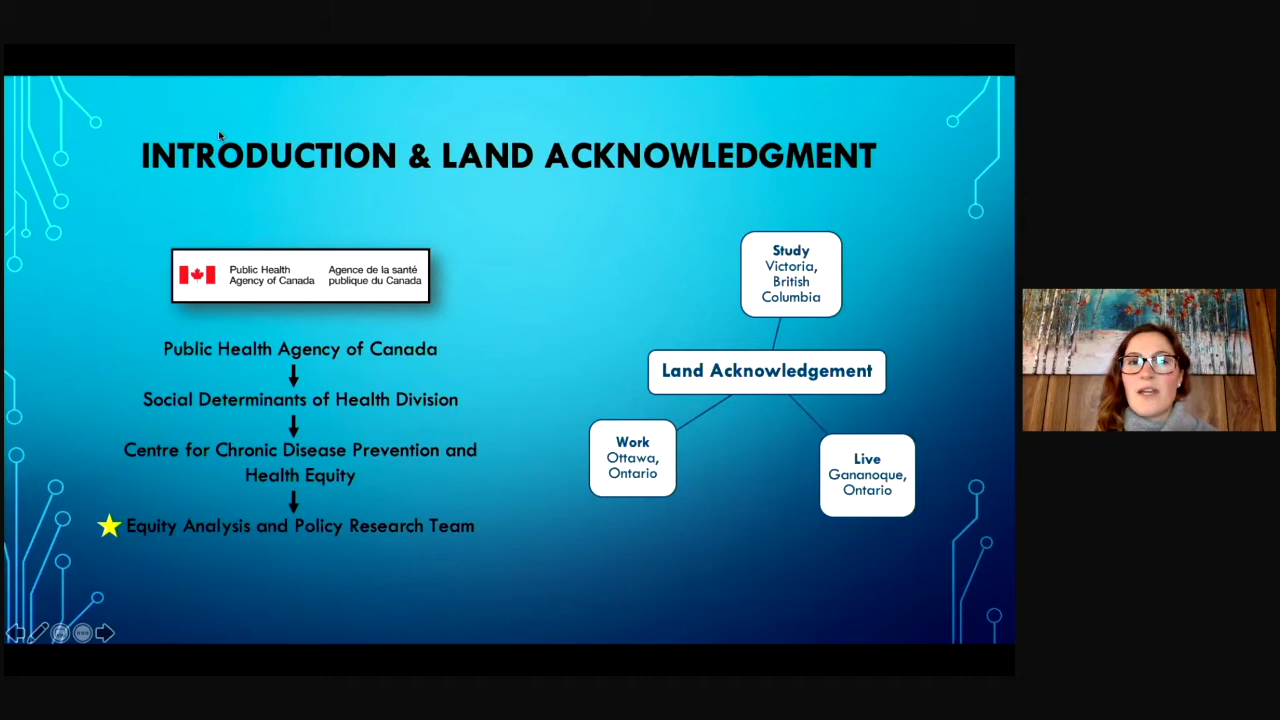 INTRODUCTION & LAND ACKNOWLEDGMENT
Public Health
Agency of Canada
Agence de la santé
publique du Canada
Public Health Agency of Canada
Social Determinants of Health Division
Centre for Chronic Disease Prevention and
Health Equity
Equity Analysis and Policy Research Team
Study
Victoria,
British
Columbia
Land Acknowledgement
Work
Ottawa,
Ontario
Live
Gananoque,
Ontario